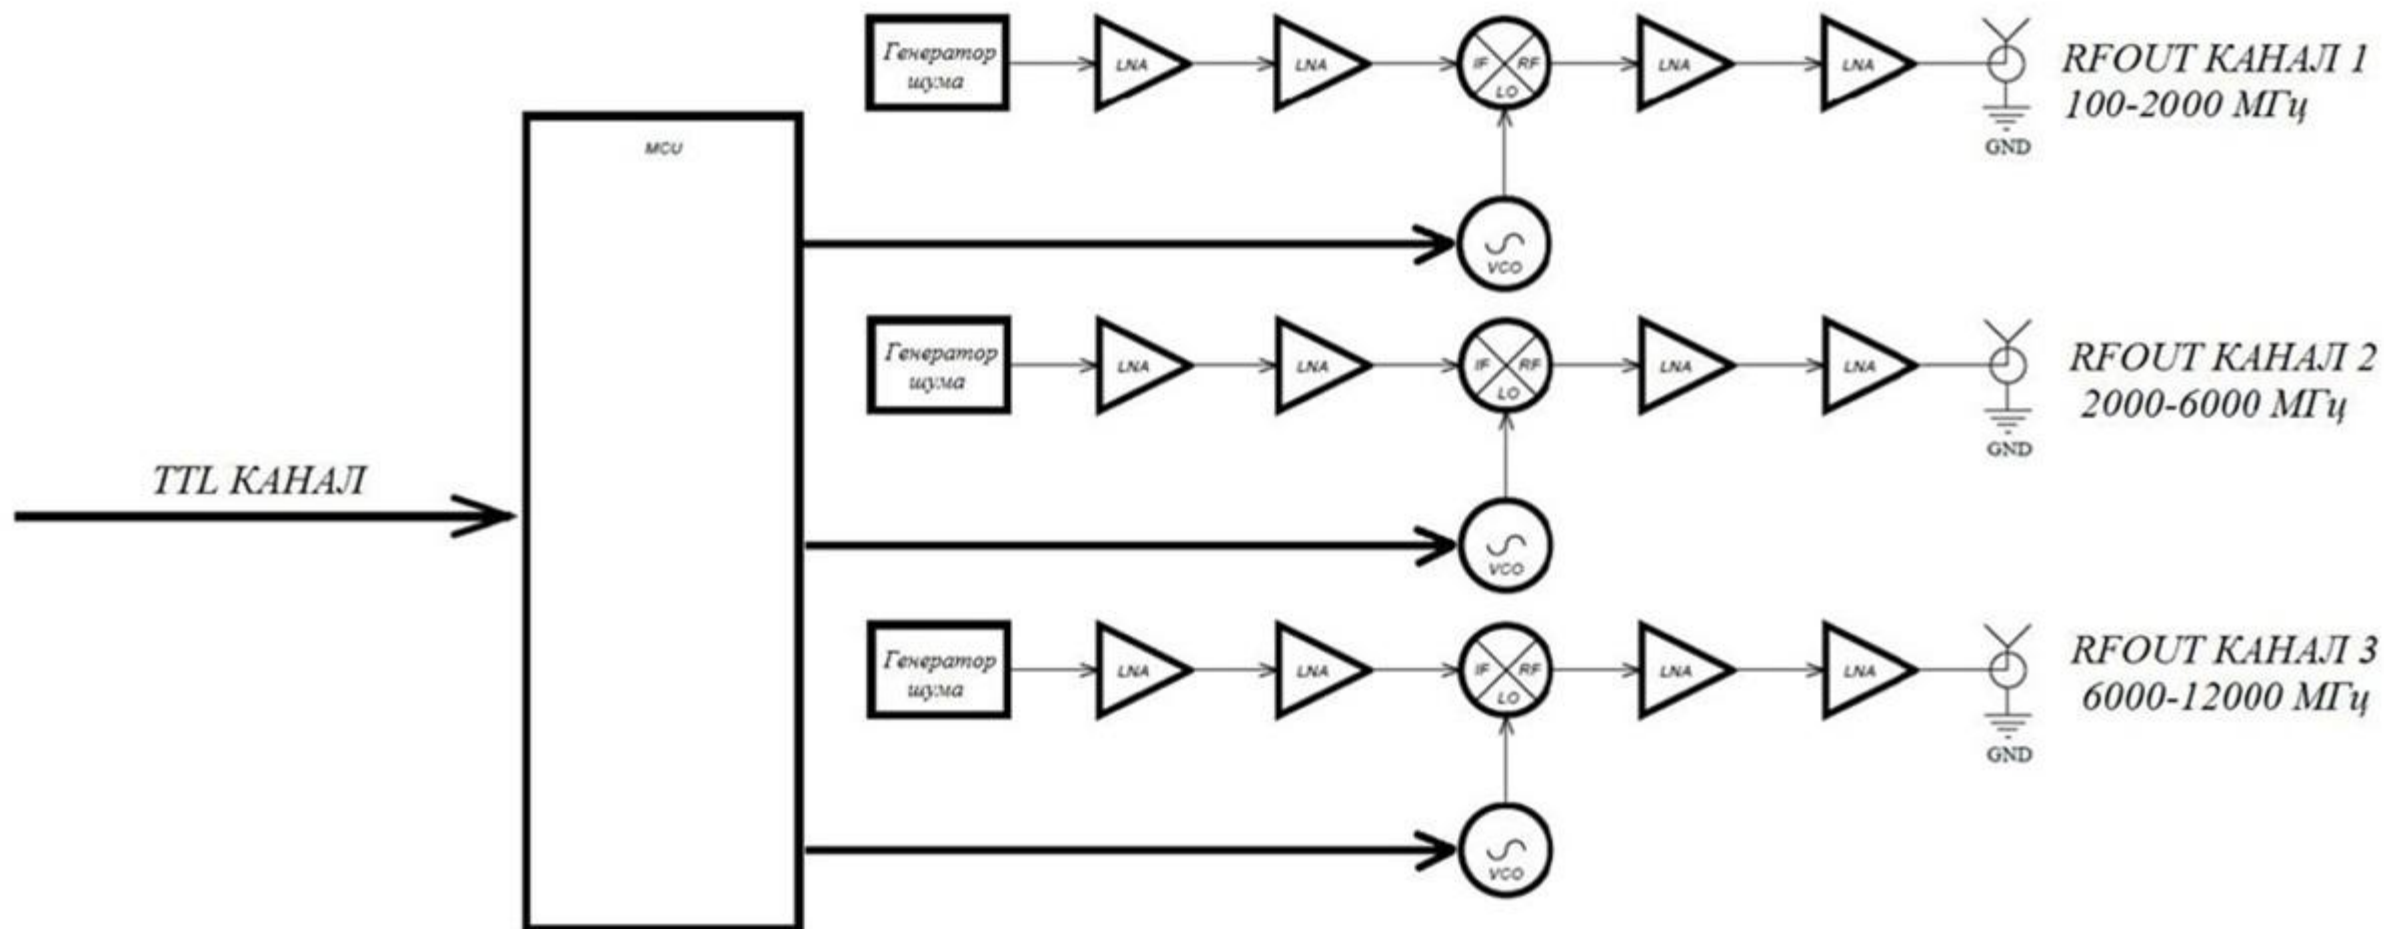 Генератор
шума
LNA
LNA
IF
RF
LO
LNA
LNA
RFOUT КАНАЛ 1
100-2000 МГц
GND
MCU
VCO
Генератор
шума
LNA
LNA
IF
RF
LO
LNA
LNA
RFOUT КАНАЛ 2
2000-6000 МГц
GND
TTL КАНАЛ
VCO
Генератор
шума
LNA
LNA
IF
RF
LO
LNA
LNA
RFOUT КАНАЛ 3
6000-12000 МГц
GND
VCO